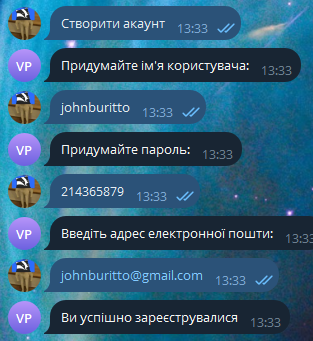 Створити акаунт 13:33
VP Придумайте ім'я користувача: 13:33
johnburitto 13:33
VP Придумайте пароль: 13:33
214365879 13:33
VP Введіть адрес електронної пошти: 13:33
johnburitto@gmail.com 13:33
VP Ви успішно зареєструвалися 13:33